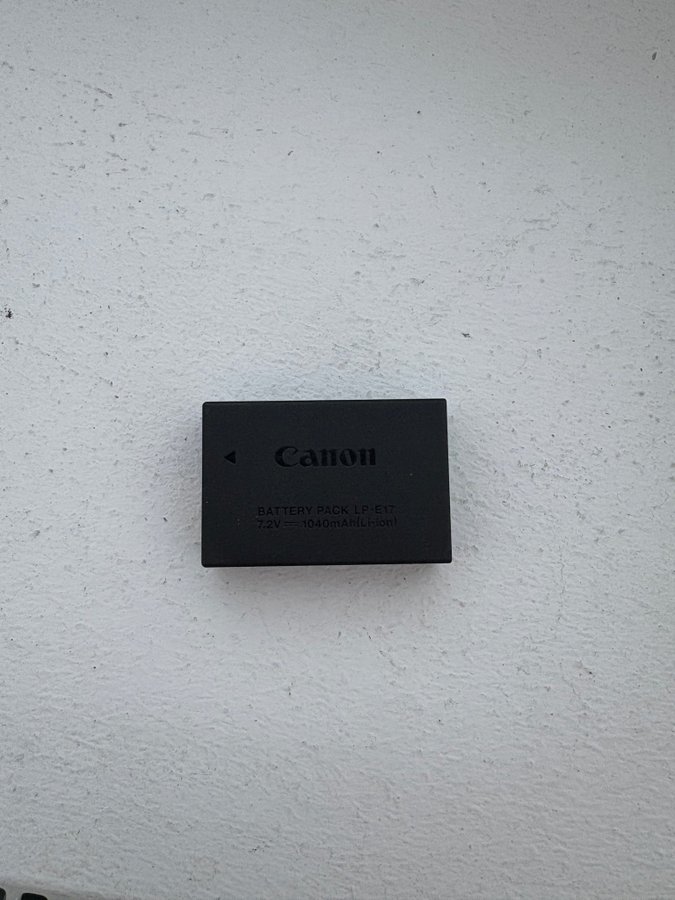 Canon
BATTERY PACK LP-E17
7.2V ⎓ 1040mAh(Li-ion)